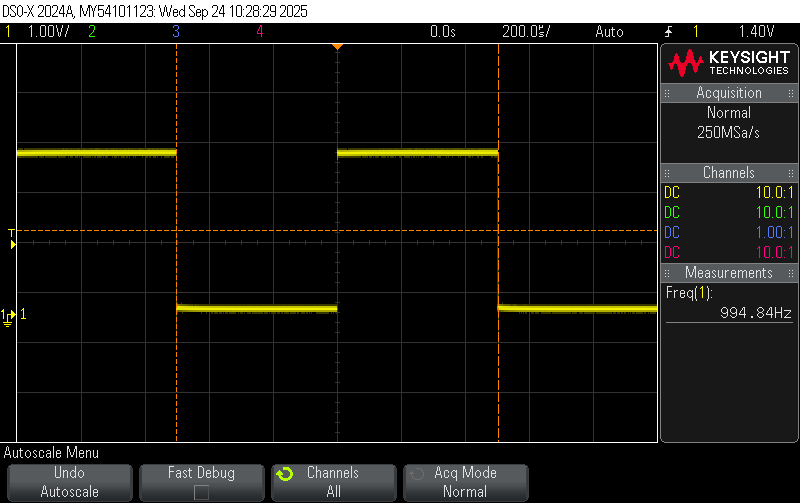 DSO-X 2024A, MY54101123: Wed Sep 24 10:28:29 2025
1 1.00V/ 2 3 4 0.0s 200.0µs/ Auto 1 1.40V
KEYSIGHT
TECHNOLOGIES
Acquisition
Normal
250MSa/s
Channels
DC 10.0:1
DC 10.0:1
DC 1.00:1
DC 10.0:1
Measurements
Freq(1):
994.84Hz
T
1 1
Autoscale Menu
Undo
Autoscale
Fast Debug
Channels
All
Acq Mode
Normal